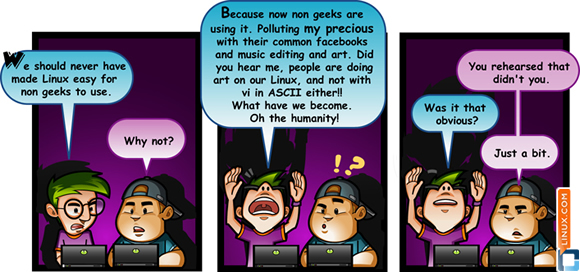 We should never have
made Linux easy for
non geeks to use.
Why not?
Because now non geeks are
using it. Polluting my precious
with their common facebooks
and music editing and art. Did
you hear me, people are doing
art on our Linux, and not with
vi in ASCII either!!
What have we become.
Oh the humanity!
!?
You rehearsed that
didn't you.
Was it that
obvious?
Just a bit.
LINUX.COM